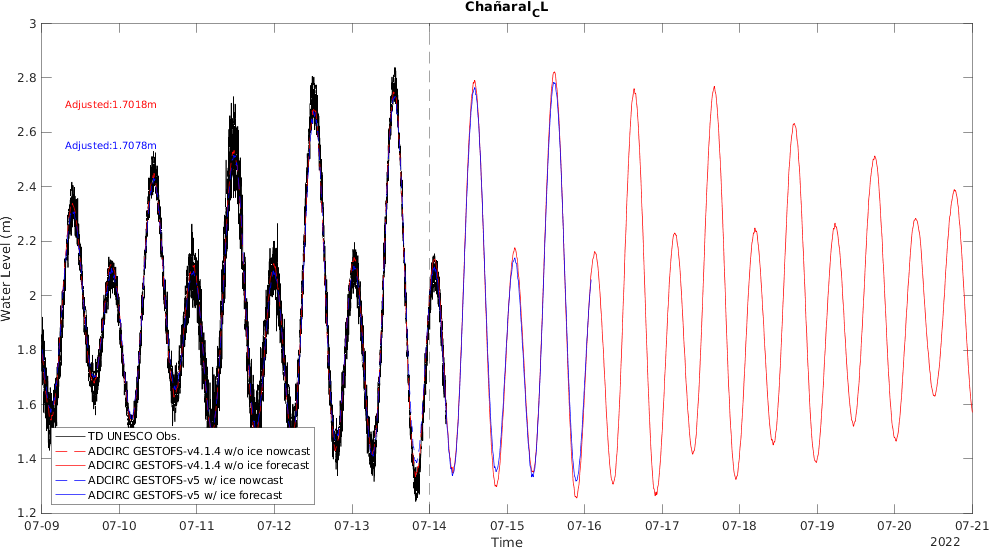 Chañaral_CL
3
2.8
2.6
2.4
2.2
2
1.8
1.6
1.4
1.2
Water Level (m)
Adjusted:1.7018m
Adjusted:1.7078m
TD UNESCO Obs.
ADCIRC GESTOFS-v4.1.4 w/o ice nowcast
ADCIRC GESTOFS-v4.1.4 w/o ice forecast
ADCIRC GESTOFS-v5 w/ ice nowcast
ADCIRC GESTOFS-v5 w/ ice forecast
07-09 07-10 07-11 07-12 07-13 07-14 07-15 07-16 07-17 07-18 07-19 07-20 07-21
Time
2022